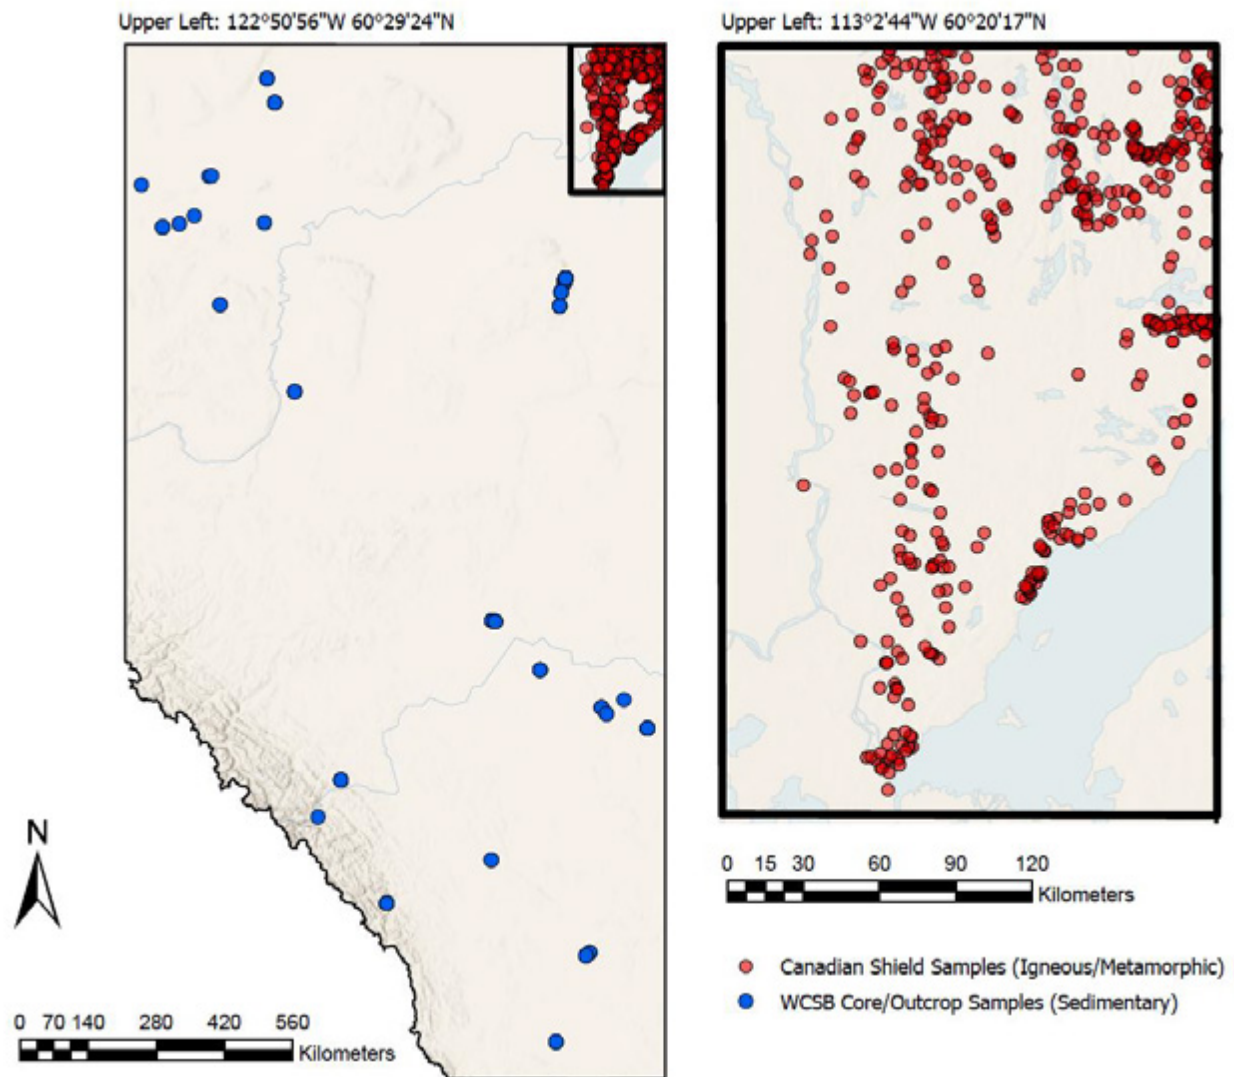 Upper Left: 122°50'56"W 60°29'24"N
Upper Left: 113°2'44"W 60°20'17"N
N
0 70 140 280 420 560
Kilometers
0 15 30 60 90 120
Kilometers
Canadian Shield Samples (Igneous/Metamorphic)
WCSB Core/Outcrop Samples (Sedimentary)